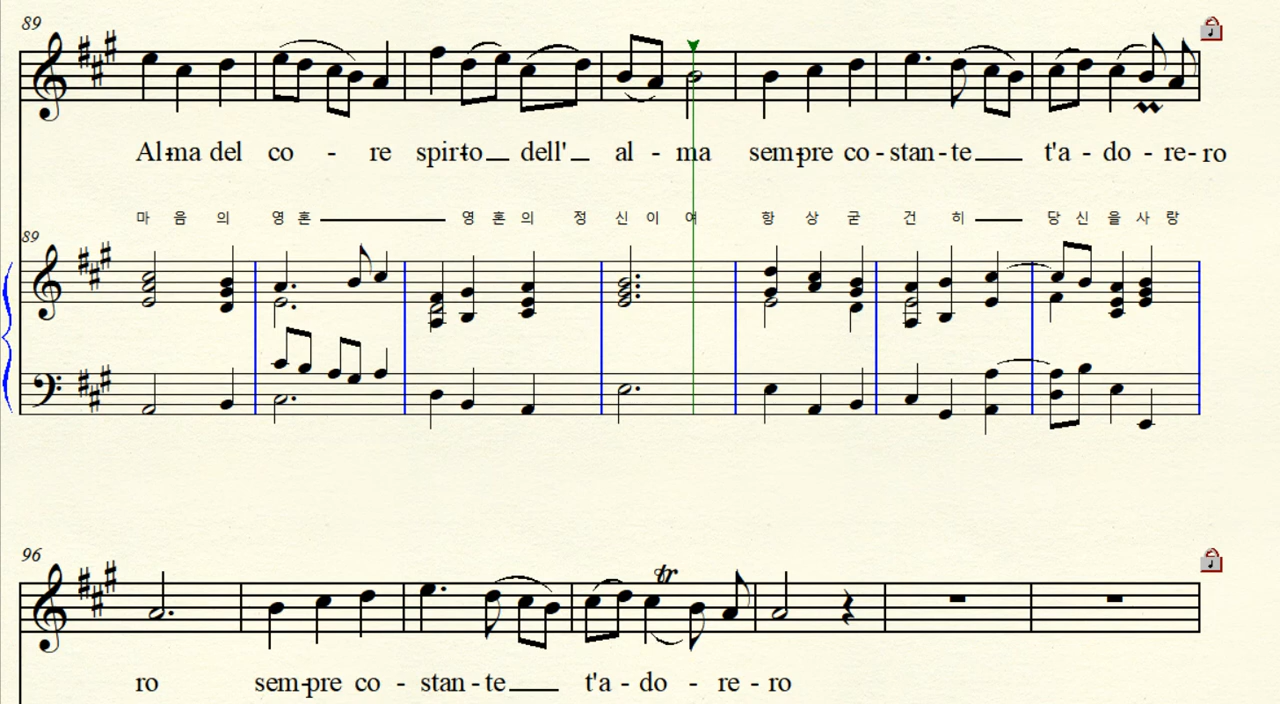 89
Al-ma del co - re spirto dell' al - ma sem-pre co - stan - te t'a - do - re - ro
마 음 의 영 혼 영 혼 의 정 신 이 여 항 상 굳 건 히 당 신 을 사 랑
89
96
tr
ro sem-pre co - stan - te t'a - do - re - ro